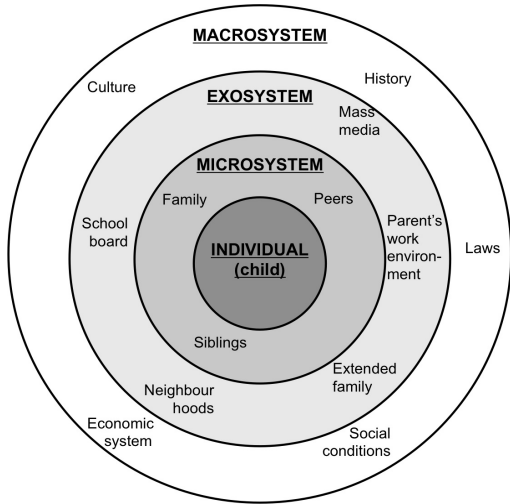 MACROSYSTEM
Culture
History
EXOSYSTEM
Mass
media
MICROSYSTEM
Family
Peers
School
board
Parent's
work
environ-
ment
Laws
INDIVIDUAL
(child)
Siblings
Extended
family
Neighbour
hoods
Economic
system
Social
conditions